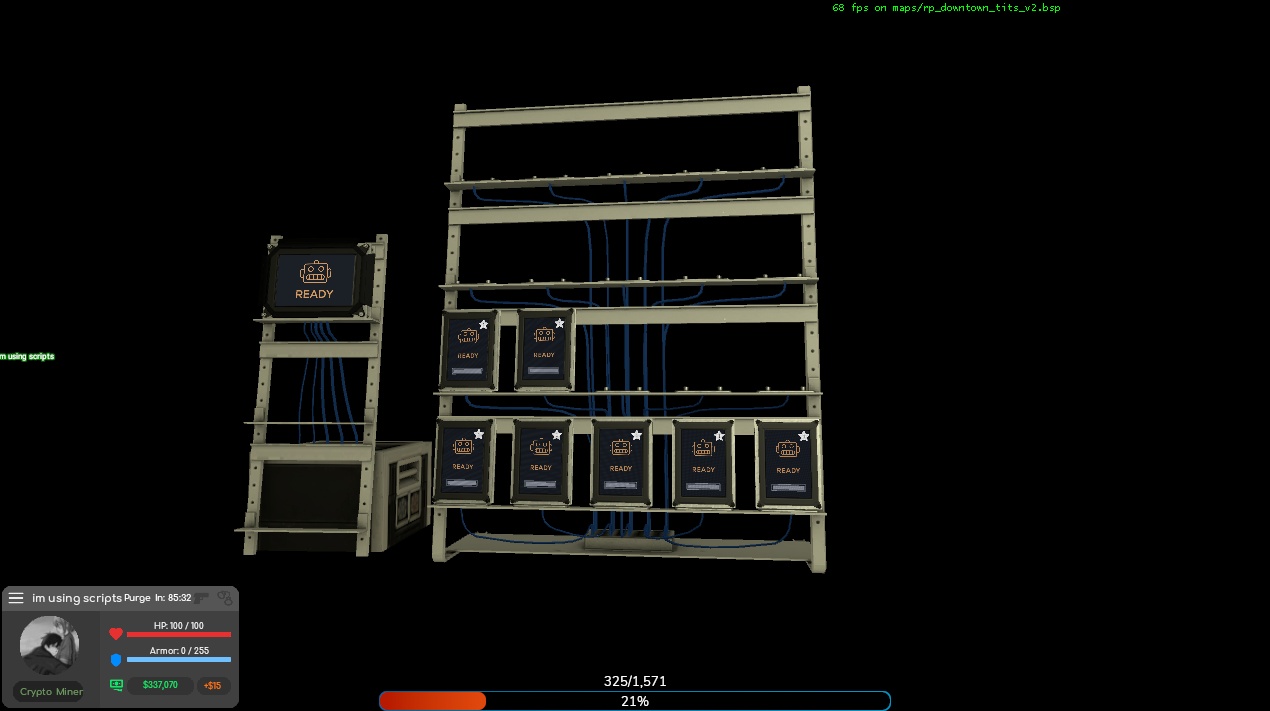 68 fps on maps/rp_downtown_tits_v2.bsp
READY
READY
READY
im using scripts
READY
READY
READY
READY
READY
im using scripts Purge In: 85:32
HP: 100 / 100
Armor: 0 / 255
Crypto Miner
$337,070
+$15
325/1,571
21%